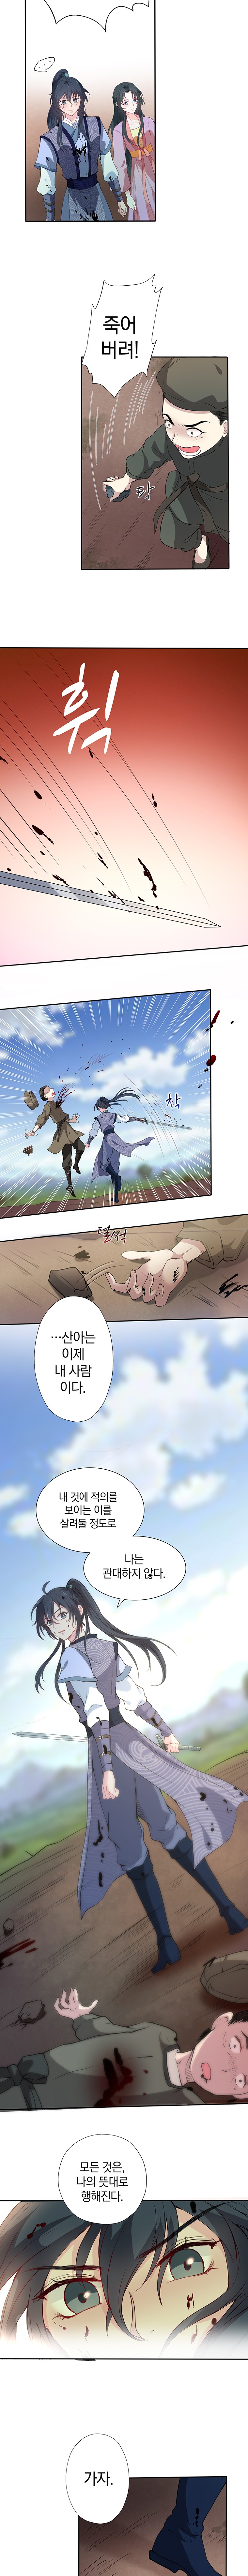 ...
죽어
버려!
탁
휙
착
털썩
…산아는
이제
내 사람
이다.
내 것에 적의를
보이는 이를
살려둘 정도로
나는
관대하지 않다.
모든 것은,
나의 뜻대로
행해진다.
가자.